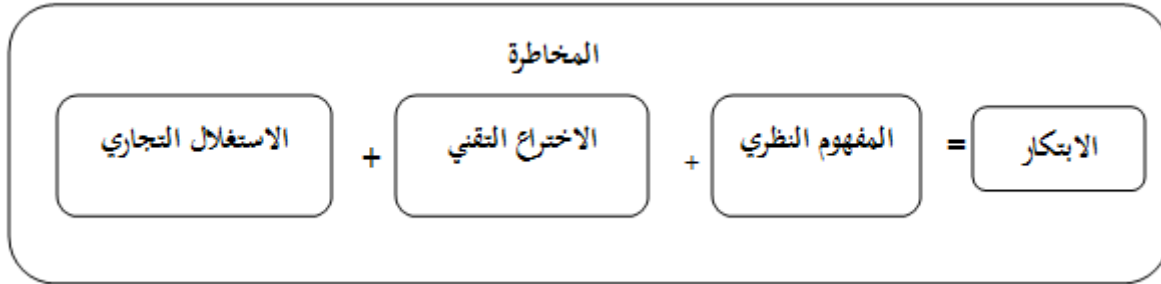 المخاطرة
الابتكار = المفهوم النظري + الاختراع التقني + الاستغلال التجاري